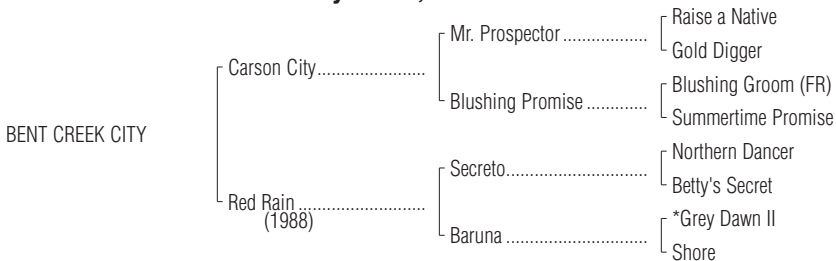 Raise a Native
Mr. Prospector ..................
Gold Digger
Carson City.......................
Blushing Groom (FR)
Blushing Promise .............
Summertime Promise
BENT CREEK CITY
Northern Dancer
Secreto..............................
Betty's Secret
Red Rain ...........................
(1988)
*Grey Dawn II
Baruna ..............................
Shore